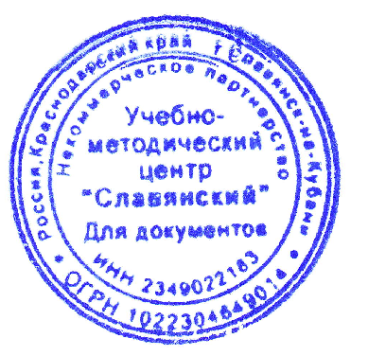 Россия, Краснодарский край г. Славянск-на-Кубани
Некоммерческое партнерство
Учебно-
методический
центр
"Славянский"
Для документов
ИНН 2349022183
ОГРН 1022304649014